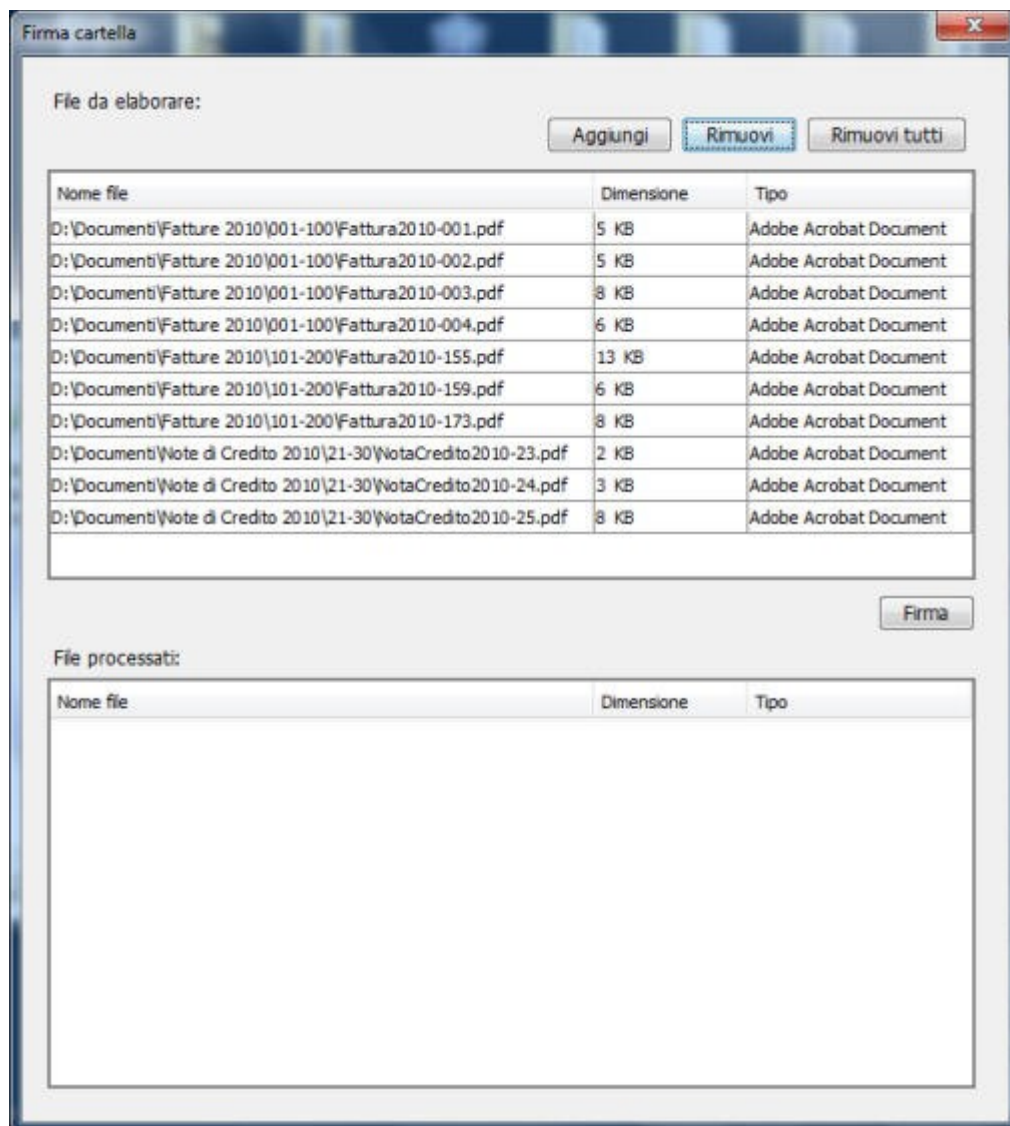 Firma cartella
File da elaborare:
Aggiungi Rimuovi Rimuovi tutti
Nome file Dimensione Tipo
D:\Documenti\Fatture 2010\001-100\Fattura2010-001.pdf 5 KB Adobe Acrobat Document
D:\Documenti\Fatture 2010\001-100\Fattura2010-002.pdf 5 KB Adobe Acrobat Document
D:\Documenti\Fatture 2010\001-100\Fattura2010-003.pdf 8 KB Adobe Acrobat Document
D:\Documenti\Fatture 2010\001-100\Fattura2010-004.pdf 6 KB Adobe Acrobat Document
D:\Documenti\Fatture 2010\101-200\Fattura2010-155.pdf 13 KB Adobe Acrobat Document
D:\Documenti\Fatture 2010\101-200\Fattura2010-159.pdf 6 KB Adobe Acrobat Document
D:\Documenti\Fatture 2010\101-200\Fattura2010-173.pdf 8 KB Adobe Acrobat Document
D:\Documenti\Note di Credito 2010\21-30\NotaCredito2010-23.pdf 2 KB Adobe Acrobat Document
D:\Documenti\Note di Credito 2010\21-30\NotaCredito2010-24.pdf 3 KB Adobe Acrobat Document
D:\Documenti\Note di Credito 2010\21-30\NotaCredito2010-25.pdf 8 KB Adobe Acrobat Document
Firma
File processati:
Nome file Dimensione Tipo